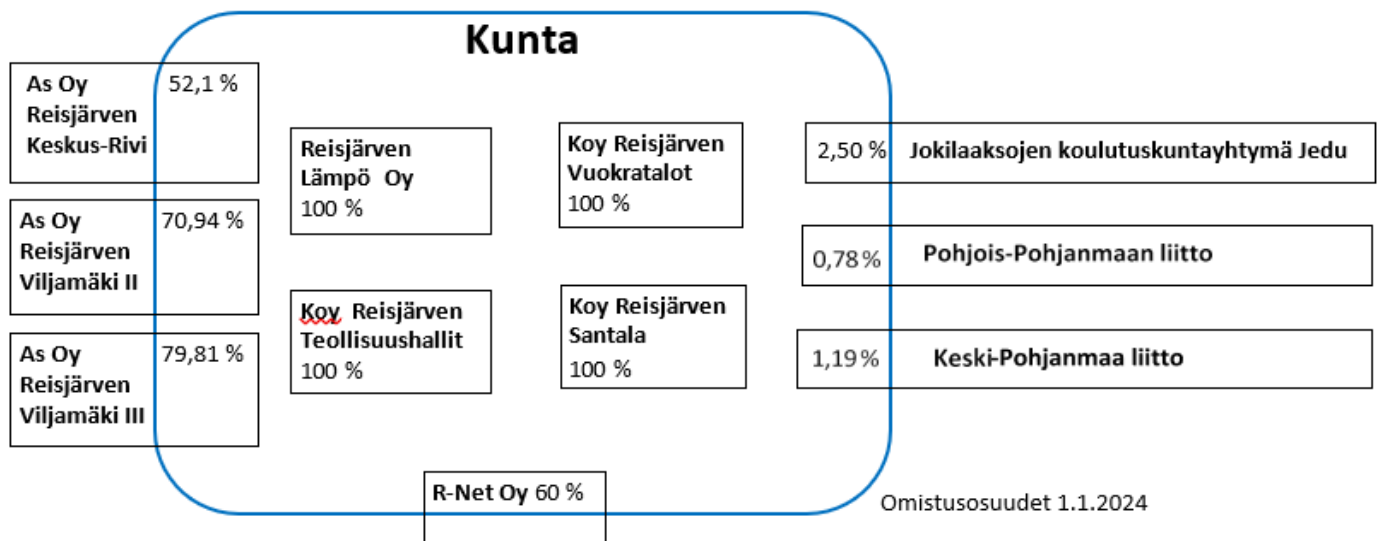 Kunta
As Oy 52,1 %
Reisjärven
Keskus-Rivi
As Oy 70,94 %
Reisjärven
Viljamäki II
As Oy 79,81 %
Reisjärven
Viljamäki III
Reisjärven
Lämpö Oy
100 %
Koy Reisjärven
Vuokratalot
100 %
Koy Reisjärven
Teollisuushallit
100 %
Koy Reisjärven
Santala
100 %
2,50 % Jokilaaksojen koulutuskuntayhtymä Jedu
0,78 % Pohjois-Pohjanmaan liitto
1,19 % Keski-Pohjanmaa liitto
R-Net Oy 60 %
Omistusosuudet 1.1.2024